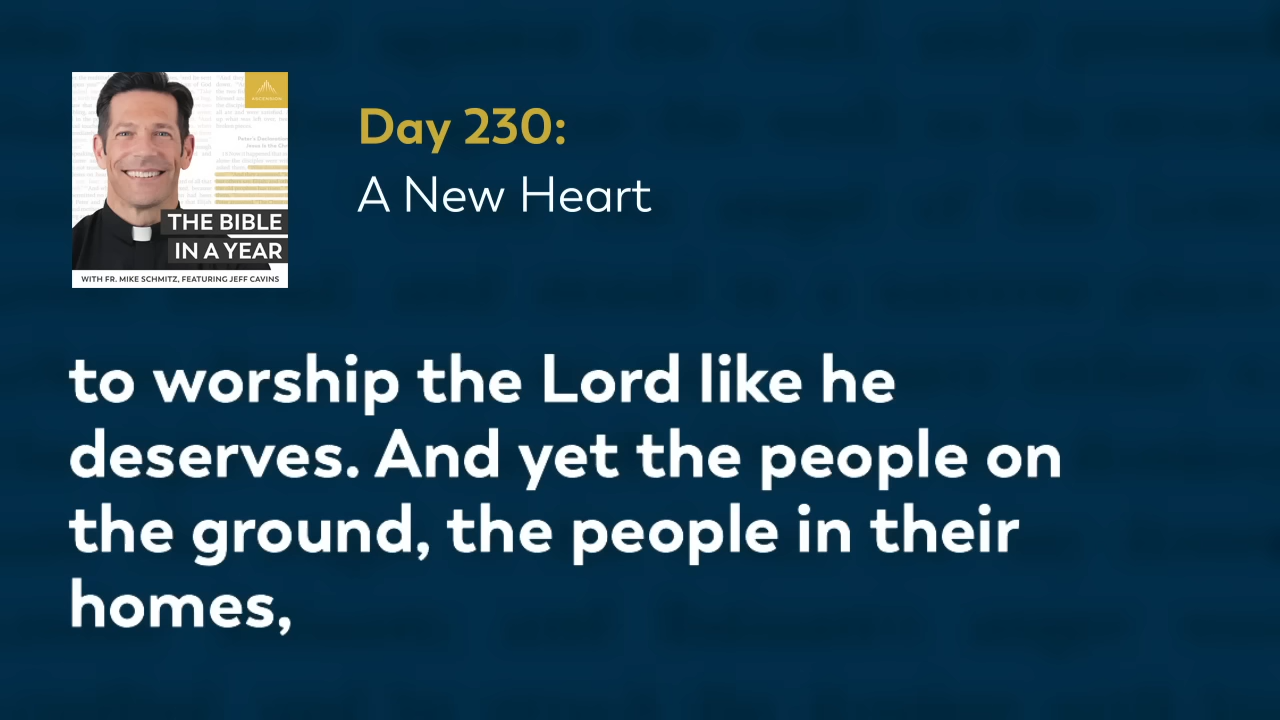 Day 230:
A New Heart
ASCENSION
THE BIBLE
IN A YEAR
WITH FR. MIKE SCHMITZ, FEATURING JEFF CAVINS
to worship the Lord like he
deserves. And yet the people on
the ground, the people in their
homes,